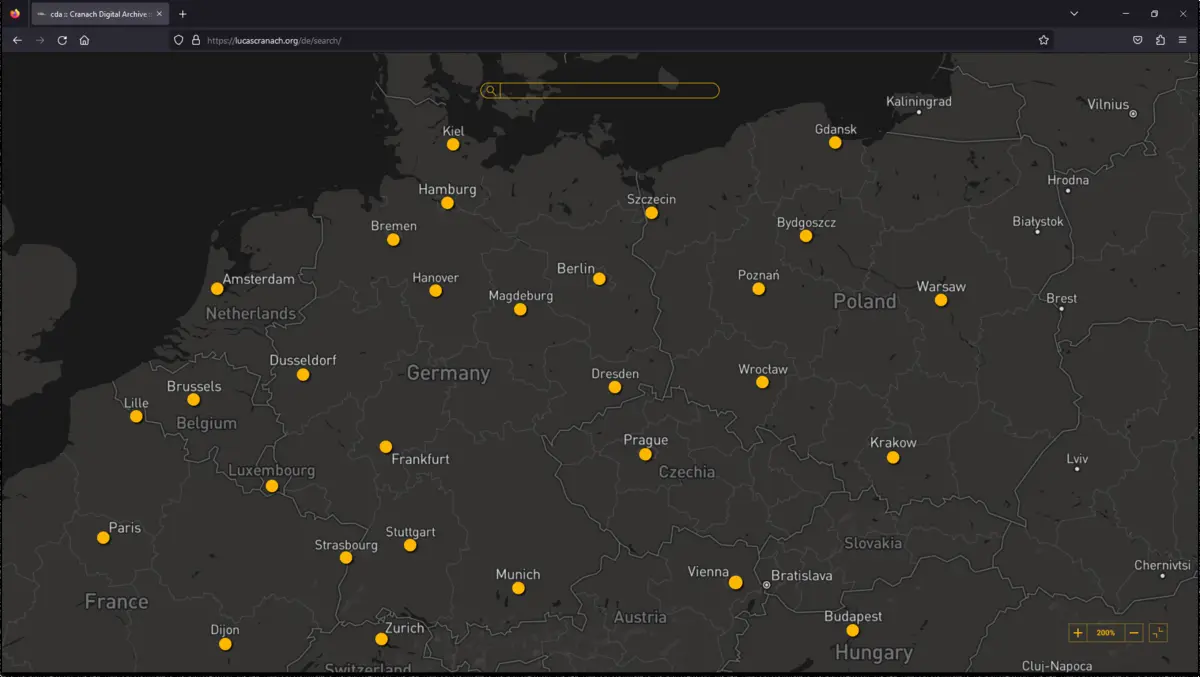 cda :: Cranach Digital Archive ::
https://lucascranach.org/de/search/
Kaliningrad
Vilnius
Kiel
Gdansk
Hamburg
Hrodna
Szczecin
Bremen
Bydgoszcz
Białystok
Berlin
Amsterdam
Hanover
Poznań
Warsaw
Magdeburg
Poland
Brest
Netherlands
Dusseldorf
Germany
Dresden
Wrocław
Brussels
Lille
Belgium
Prague
Krakow
Frankfurt
Lviv
Luxembourg
Czechia
Paris
Stuttgart
Strasbourg
Slovakia
Chernivtsi
Munich
Vienna
Bratislava
France
Austria
Budapest
Dijon
Zurich
200%
Hungary
Switzerland
Cluj-Napoca